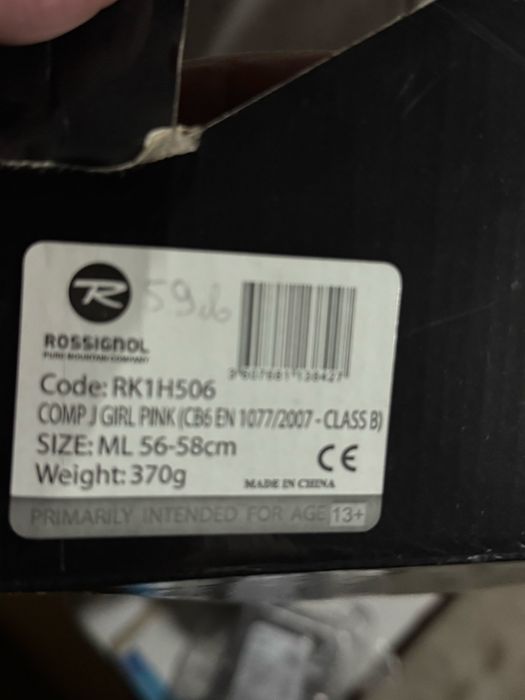 R
ROSSIGNOL
PURE MOUNTAIN COMPANY
Code: RK1H506
COMP J GIRL PINK (CB6 EN 1077/2007 - CLASS B)
SIZE: ML 56-58cm
CE
Weight: 370g
MADE IN CHINA
PRIMARILY INTENDED FOR AGE 13+